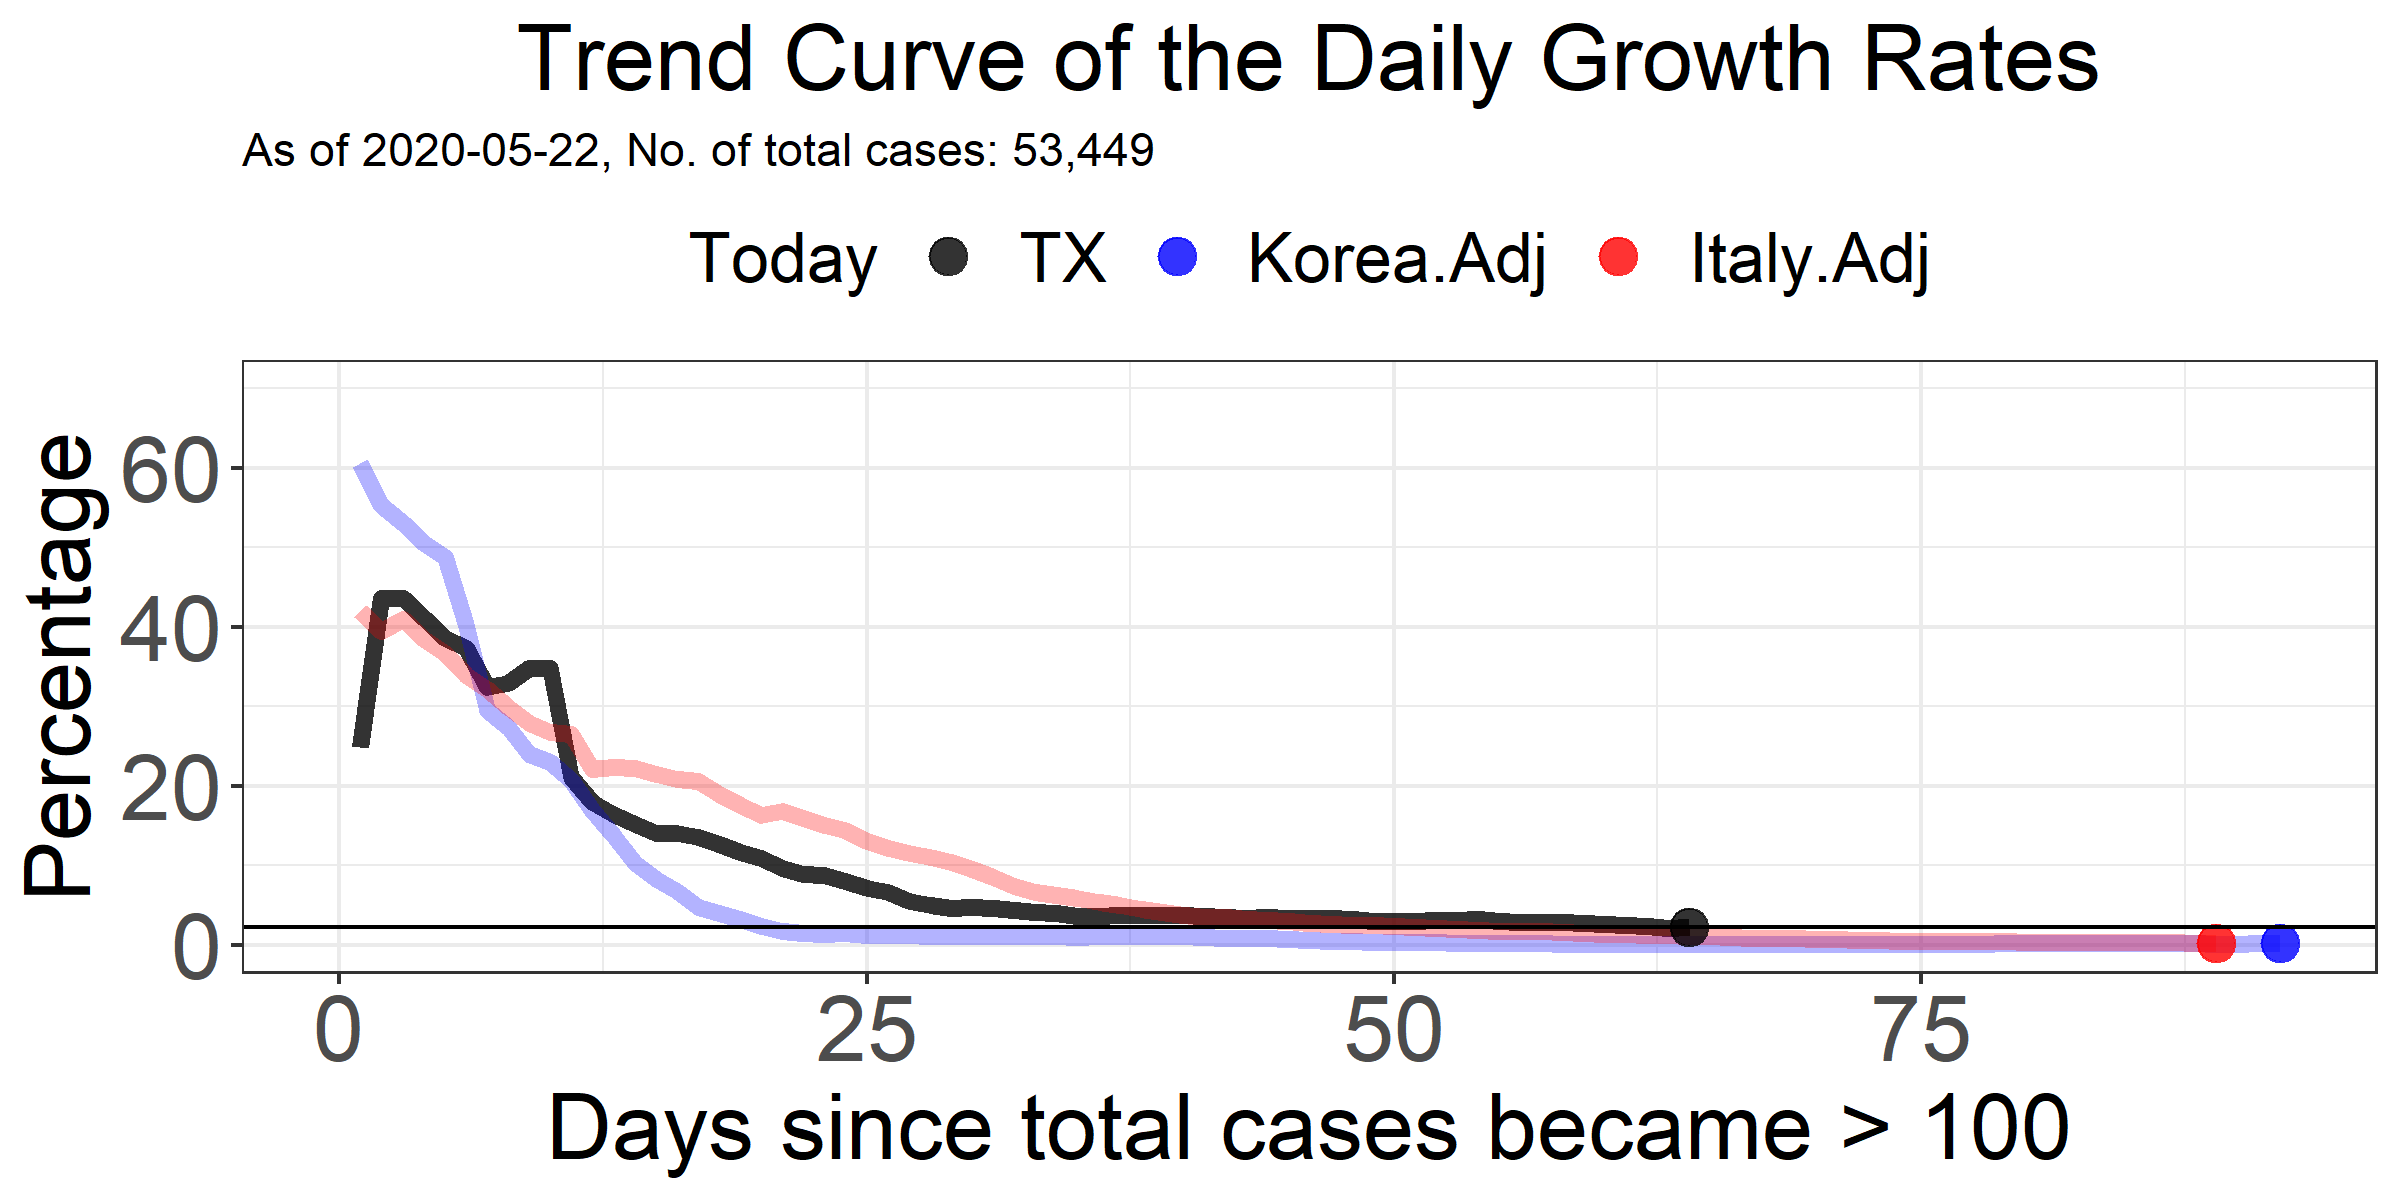 Trend Curve of the Daily Growth Rates
As of 2020-05-22, No. of total cases: 53,449
Today TX Korea.Adj Italy.Adj
Percentage
60
40
20
0
0 25 50 75
Days since total cases became > 100